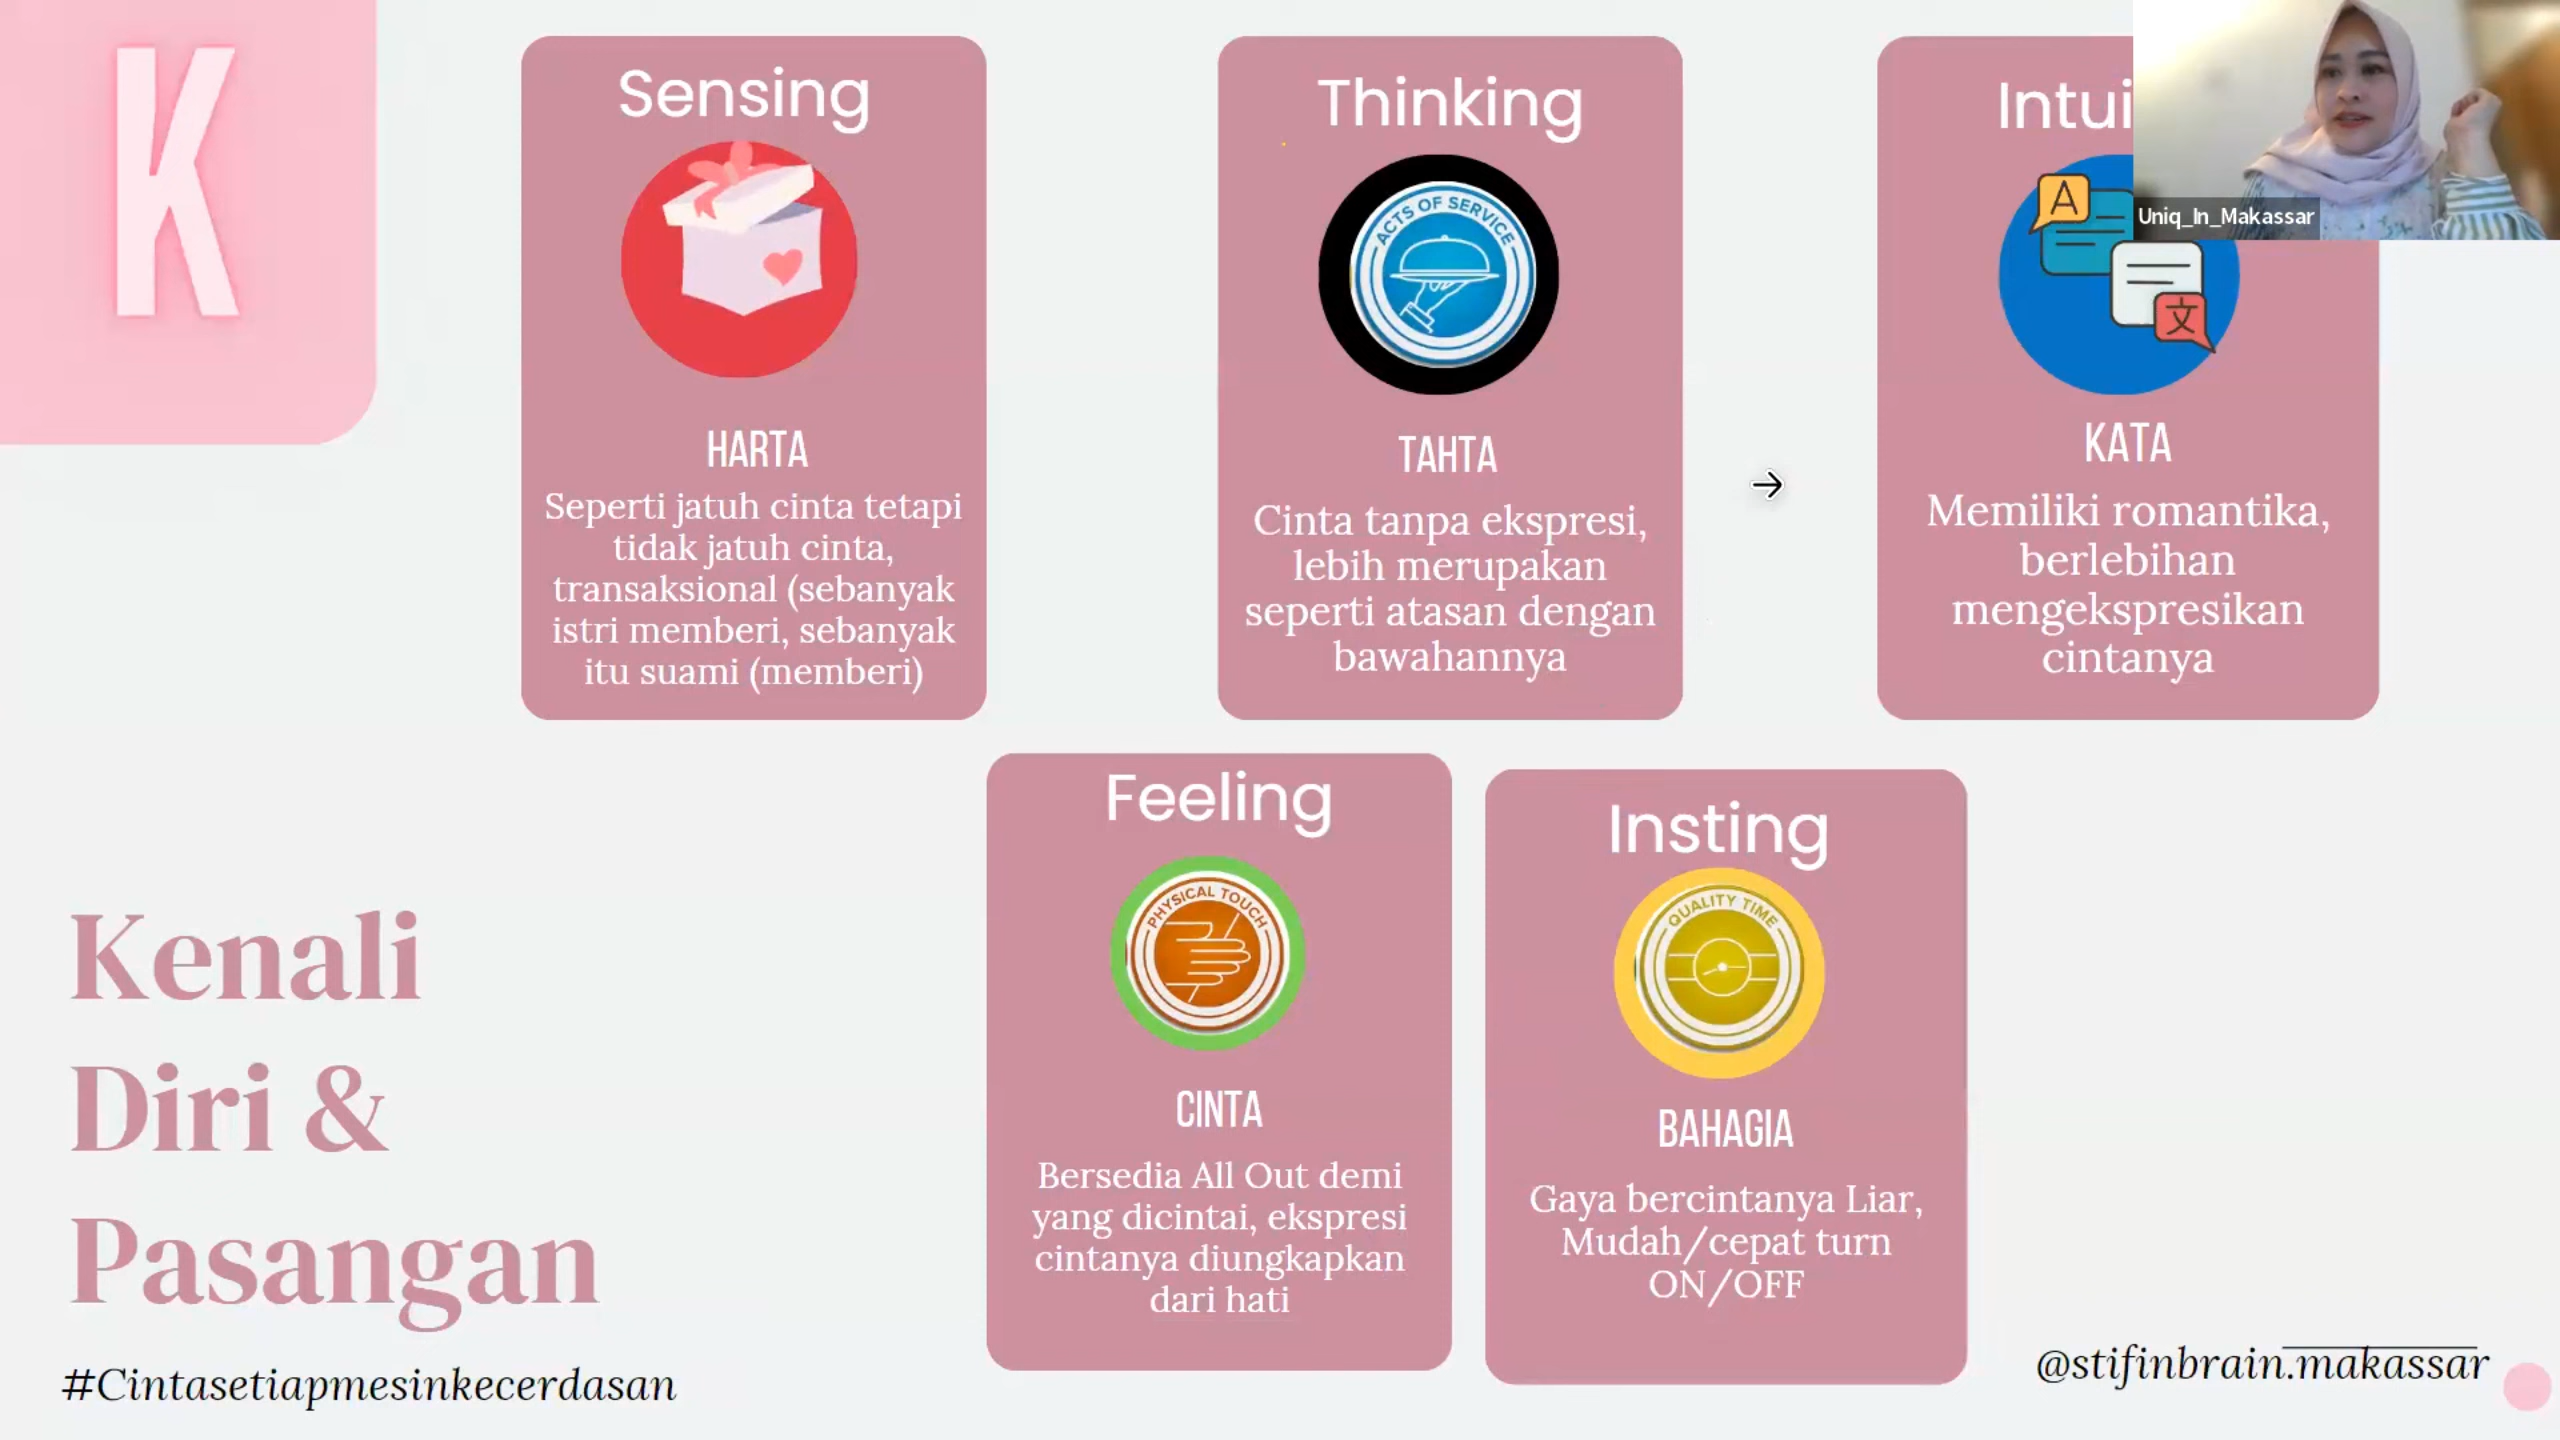 K
Sensing
HARTA
Seperti jatuh cinta tetapi
tidak jatuh cinta,
transaksional (sebanyak
istri memberi, sebanyak
itu suami (memberi)
Thinking
ACTS OF SERVICE
TAHTA
Cinta tanpa ekspresi,
lebih merupakan
seperti atasan dengan
bawahannya
Intui
A
文
KATA
Memiliki romantika,
berlebihan
mengekspresikan
cintanya
Uniq_In_Makassar
Feeling
PHYSICAL TOUCH
CINTA
Bersedia All Out demi
yang dicintai, ekspresi
cintanya diungkapkan
dari hati
Insting
QUALITY TIME
BAHAGIA
Gaya bercintanya Liar,
Mudah/cepat turn
ON/OFF
Kenali
Diri &
Pasangan
#Cintasetiapmesinkecerdasan
@stifinbrain.makassar